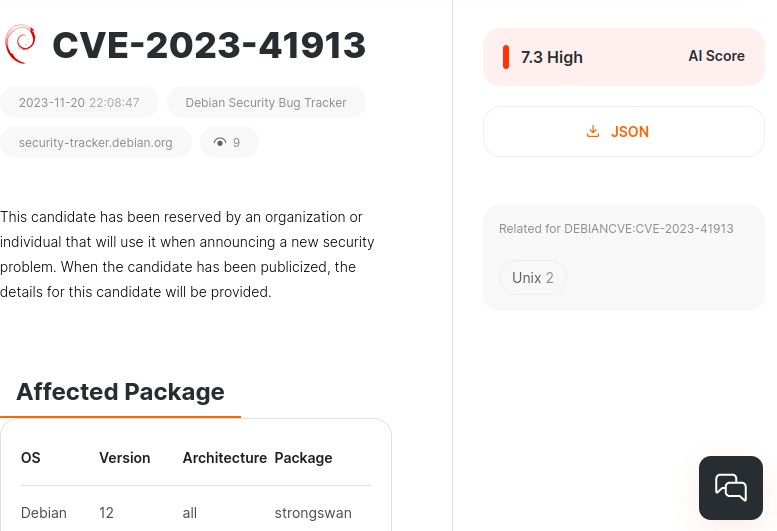 CVE-2023-41913
2023-11-20 22:08:47
Debian Security Bug Tracker
security-tracker.debian.org
9
This candidate has been reserved by an organization or
individual that will use it when announcing a new security
problem. When the candidate has been publicized, the
details for this candidate will be provided.
Affected Package
OS Version Architecture Package
Debian 12 all strongswan
7.3 High AI Score
JSON
Related for DEBIANCVE:CVE-2023-41913
Unix 2